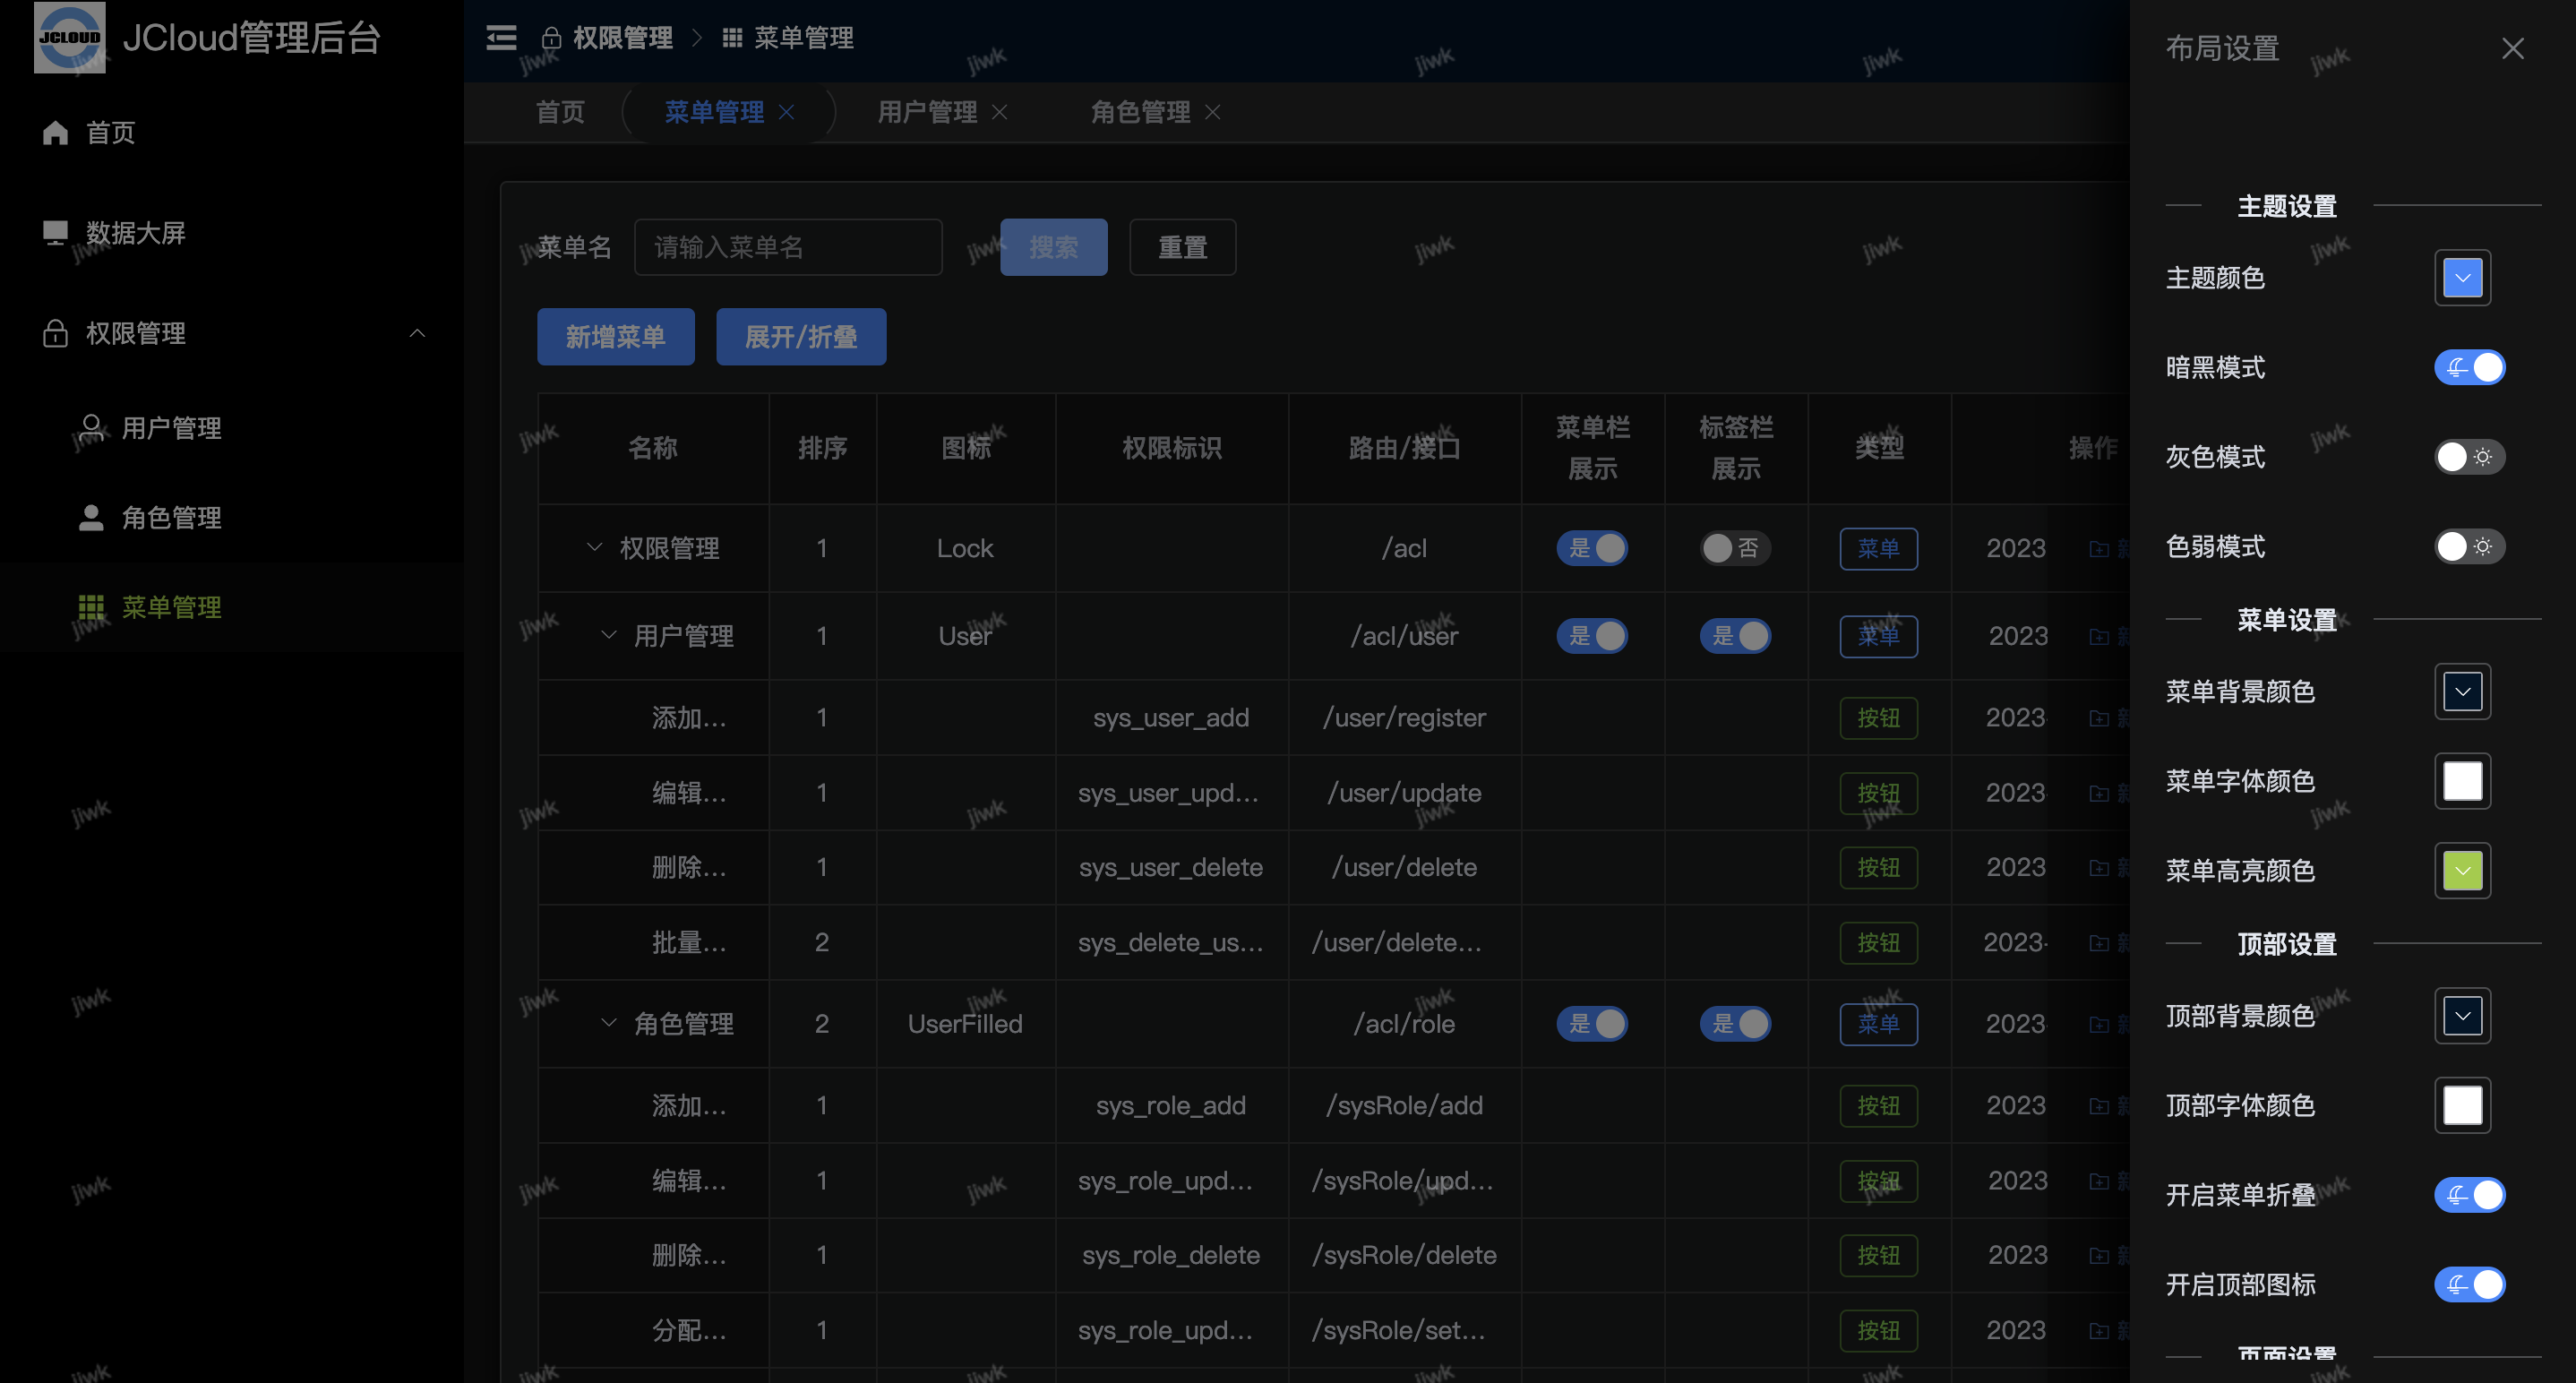 JCLOUD JCloud管理后台
首页
数据大屏
权限管理
用户管理
角色管理
菜单管理
权限管理 菜单管理
首页 菜单管理 用户管理 角色管理
菜单名 请输入菜单名 搜索 重置
新增菜单 展开/折叠
名称 排序 图标 权限标识 路由/接口 菜单栏展示 标签栏展示 类型 操作
权限管理 1 Lock /acl 是 否 菜单 2023
用户管理 1 User /acl/user 是 是 菜单 2023
添加... 1 sys_user_add /user/register 按钮 2023-
编辑... 1 sys_user_upd... /user/update 按钮 2023-
删除... 1 sys_user_delete /user/delete 按钮 2023
批量... 2 sys_delete_us... /user/delete... 按钮 2023-
角色管理 2 UserFilled /acl/role 是 是 菜单 2023-
添加... 1 sys_role_add /sysRole/add 按钮 2023
编辑... 1 sys_role_upd... /sysRole/upd... 按钮 2023
删除... 1 sys_role_delete /sysRole/delete 按钮 2023
分配... 1 sys_role_upd... /sysRole/set... 按钮 2023
布局设置
主题设置
主题颜色
暗黑模式
灰色模式
色弱模式
菜单设置
菜单背景颜色
菜单字体颜色
菜单高亮颜色
顶部设置
顶部背景颜色
顶部字体颜色
开启菜单折叠
开启顶部图标
页面设置
jiwk